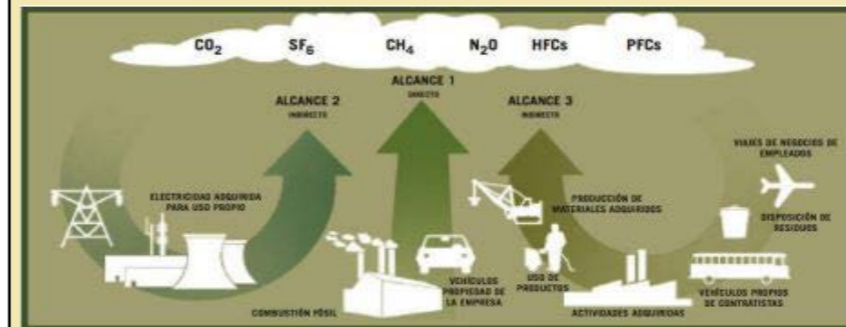 CO2 SF6 CH4 N2O HFCs PFCs
ALCANCE 1
DIRECTO
ALCANCE 2
INDIRECTO
ALCANCE 3
INDIRECTO
ELECTRICIDAD ADQUIRIDA
PARA USO PROPIO
COMBUSTIÓN FÓSIL
VEHÍCULOS
PROPIEDAD DE
LA EMPRESA
PRODUCCIÓN DE
MATERIALES ADQUIRIDOS
USO DE
PRODUCTOS
ACTIVIDADES ADQUIRIDAS
VIAJES DE NEGOCIOS DE
EMPLEADOS
DISPOSICIÓN DE
RESIDUOS
VEHÍCULOS PROPIOS
DE CONTRATISTAS